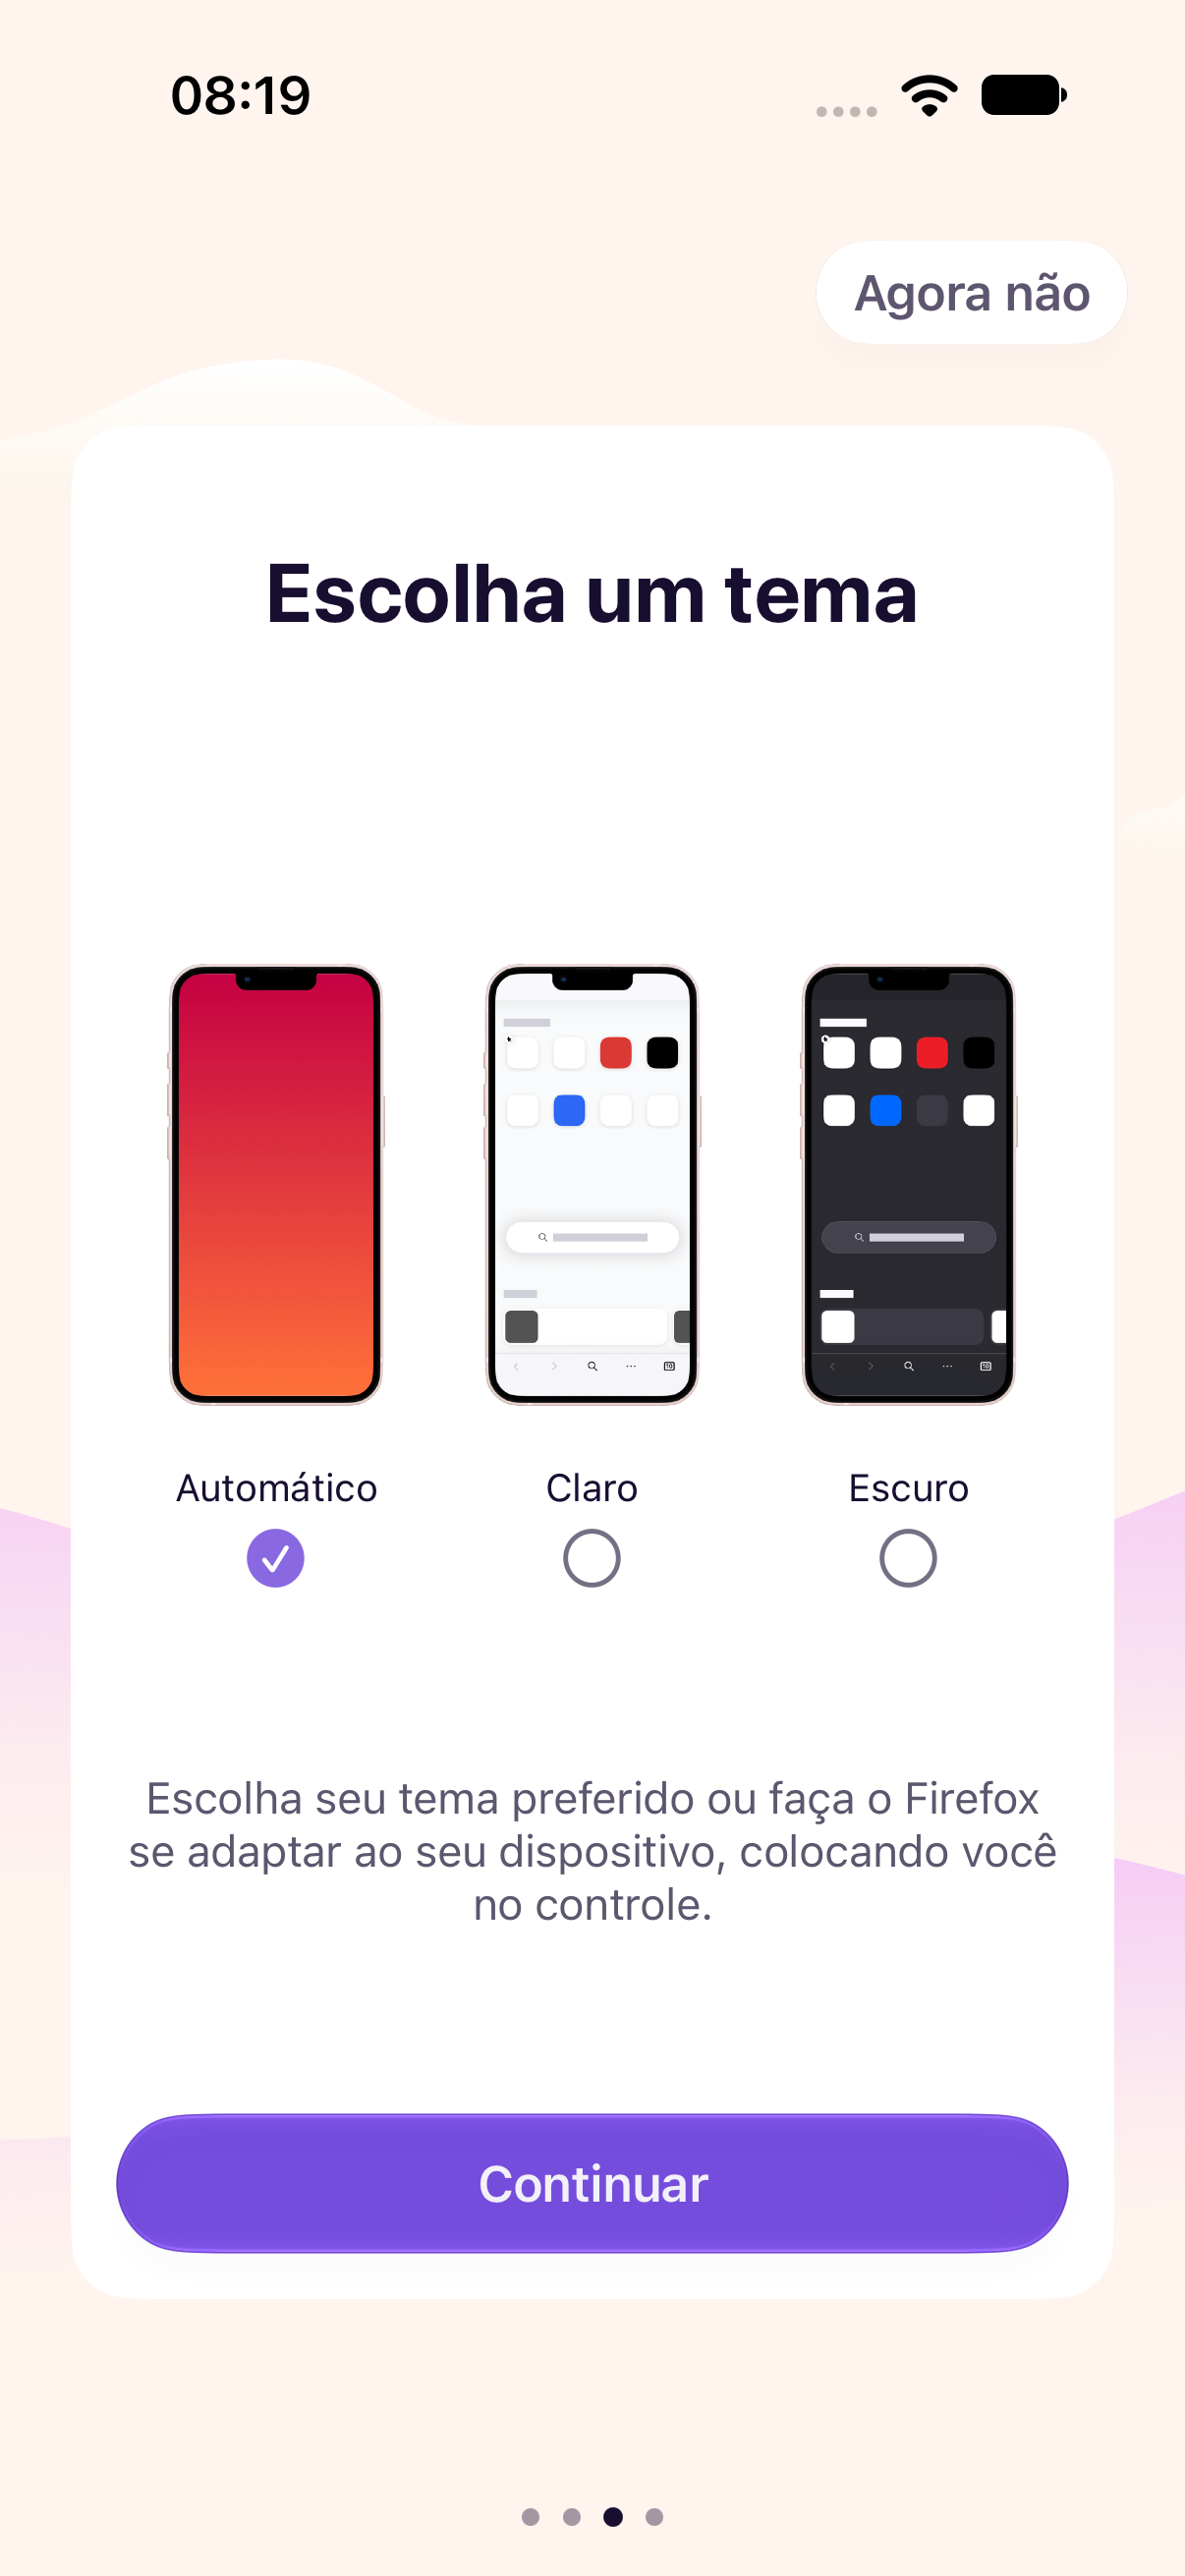 08:19
Agora não
Escolha um tema
Automático
Claro
Escuro
Escolha seu tema preferido ou faça o Firefox
se adaptar ao seu dispositivo, colocando você
no controle.
Continuar